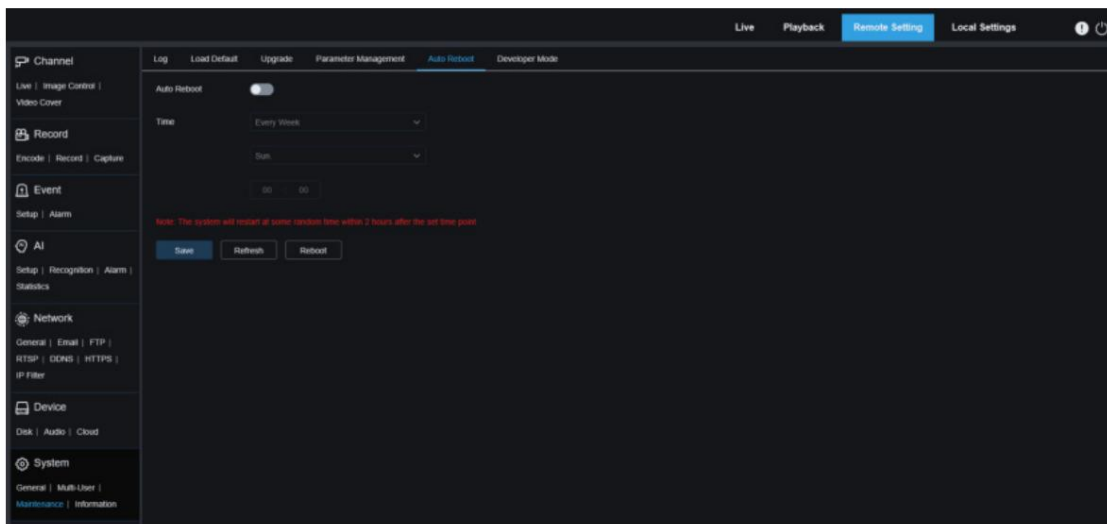 Live Playback Remote Setting Local Settings
Channel
Live | Image Control |
Video Cover
Record
Encode | Record | Capture
Event
Setup | Alarm
AI
Setup | Recognition | Alarm |
Statistics
Network
General | Email | FTP |
RTSP | DDNS | HTTPS |
IP Filter
Device
Disk | Audio | Cloud
System
General | Multi-User |
Maintenance | Information
Log Load Default Upgrade Parameter Management Auto Reboot Developer Mode
Auto Reboot
Time Every Week
Sun.
00 : 00
Note: The system will restart at some random time within 2 hours after the set time point
Save Refresh Reboot